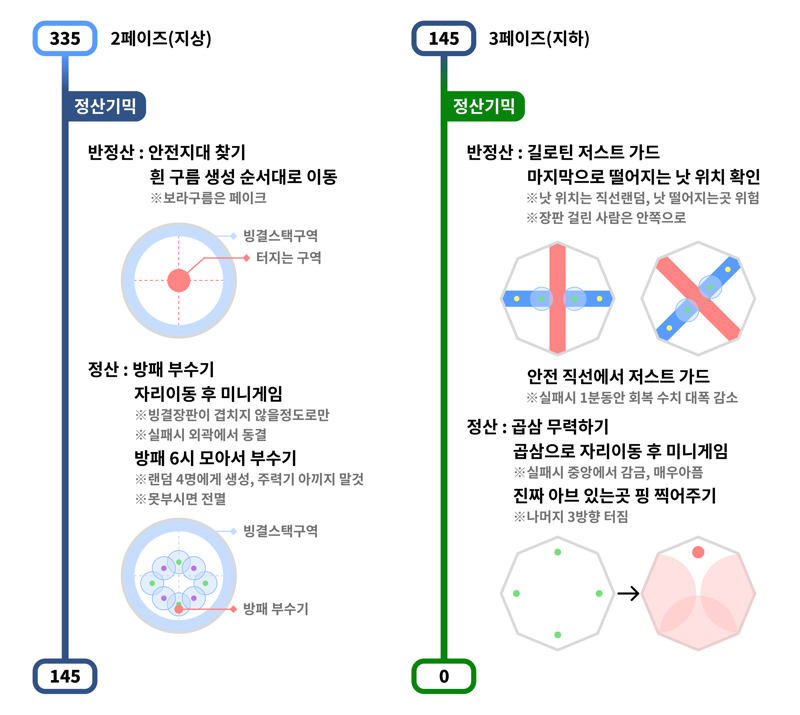 335
2페이즈(지상)
정산기믹
반정산 : 안전지대 찾기
흰 구름 생성 순서대로 이동
※보라구름은 페이크
빙결스택구역
터지는 구역
정산 : 방패 부수기
자리이동 후 미니게임
※빙결장판이 겹치지 않을정도로만
※실패시 외곽에서 동결
방패 6시 모아서 부수기
※랜덤 4명에게 생성, 주력기 아끼지 말것
※못부시면 전멸
빙결스택구역
방패 부수기
145
145
3페이즈(지하)
정산기믹
반정산 : 길로틴 저스트 가드
마지막으로 떨어지는 낫 위치 확인
※낫 위치는 직선랜덤, 낫 떨어지는곳 위험
※장판 걸린 사람은 안쪽으로
안전 직선에서 저스트 가드
※실패시 1분동안 회복 수치 대폭 감소
정산 : 곱삼 무력하기
곱삼으로 자리이동 후 미니게임
※실패시 중앙에서 감금, 매우아픔
진짜 아브 있는곳 핑 찍어주기
※나머지 3방향 터짐
0